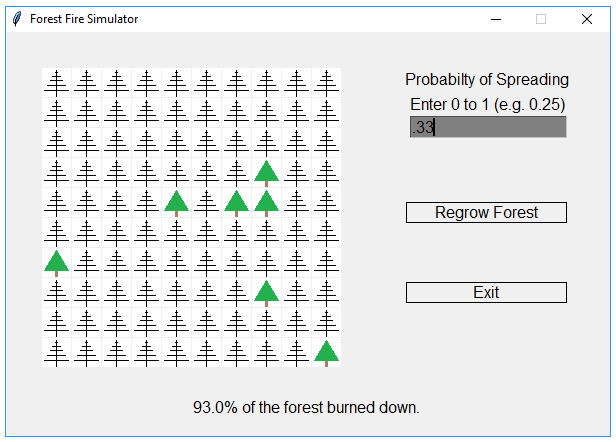 Forest Fire Simulator
Probabilty of Spreading
Enter 0 to 1 (e.g. 0.25)
.33
Regrow Forest
Exit
93.0% of the forest burned down.